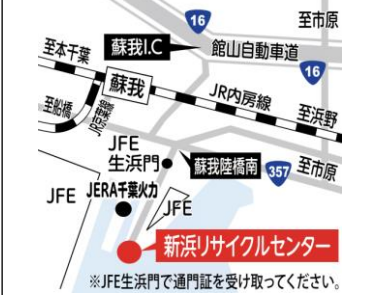 16
至市原
至本千葉
蘇我I.C
館山自動車道
16
蘇我
JR内房線
至浜野
至船橋
JR京葉線
JFE
生浜門
蘇我陸橋南
357
至市原
JFE
JERA千葉火力
JFE
新浜リサイクルセンター
※JFE生浜門で通門証を受け取ってください。